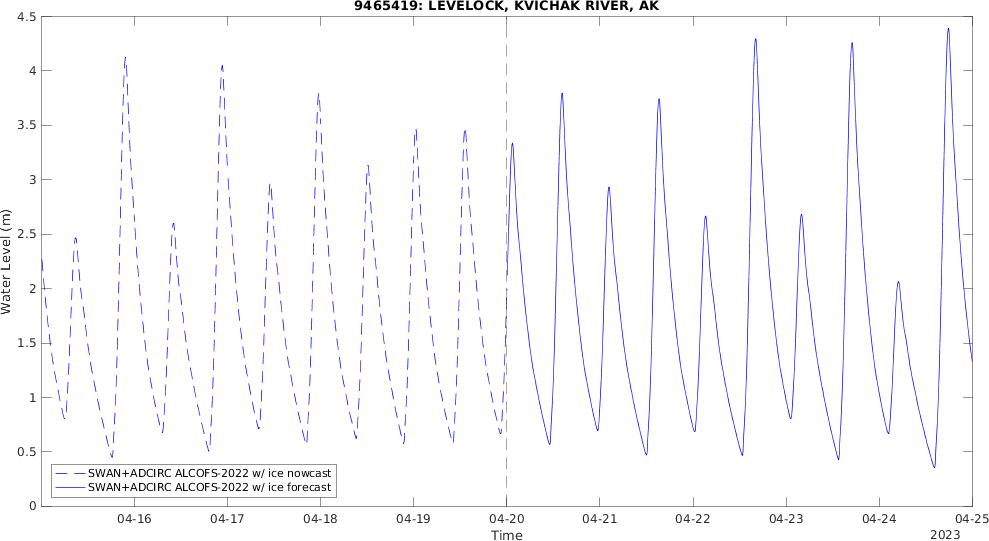 9465419: LEVELOCK, KVICHAK RIVER, AK
4.5
4
3.5
3
2.5
2
1.5
1
0.5
0
Water Level (m)
SWAN+ADCIRC ALCOFS-2022 w/ ice nowcast
SWAN+ADCIRC ALCOFS-2022 w/ ice forecast
04-16 04-17 04-18 04-19 04-20 04-21 04-22 04-23 04-24 04-25
Time
2023